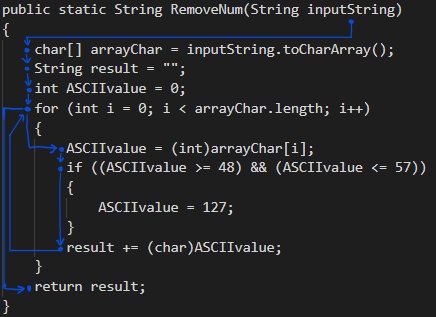 public static String RemoveNum(String inputString)
{
char[] arrayChar = inputString.toCharArray();
String result = "";
int ASCIIvalue = 0;
for (int i = 0; i < arrayChar.length; i++)
{
ASCIIvalue = (int)arrayChar[i];
if ((ASCIIvalue >= 48) && (ASCIIvalue <= 57))
{
ASCIIvalue = 127;
}
result += (char)ASCIIvalue;
}
return result;
}